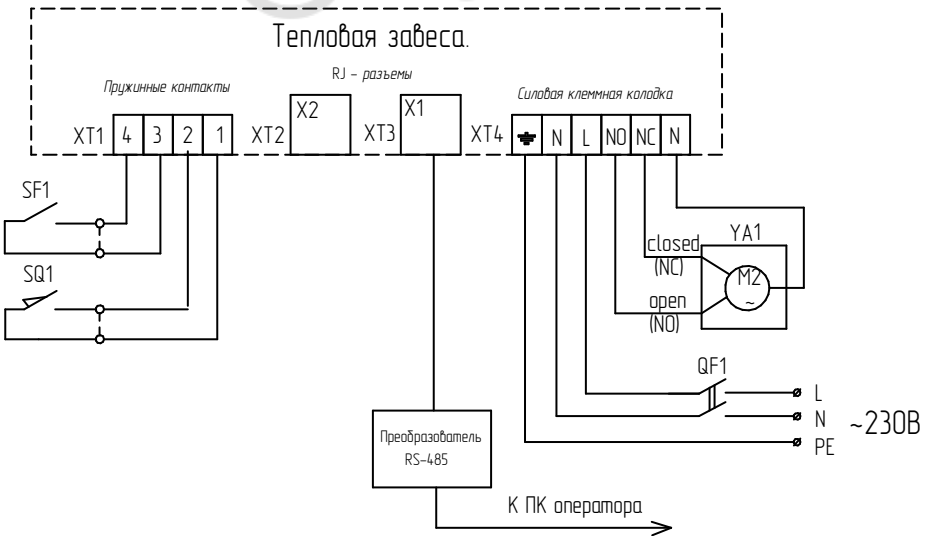 Тепловая завеса.
RJ - разъемы
Пружинные контакты
Силовая клеммная колодка
XT1 4 3 2 1 XT2 X2 XT3 X1 XT4 N L NO NC N
SF1
SQ1
closed
(NC)
YA1
M2
~
open
(NO)
QF1
L
N
~230В
PE
Преобразователь
RS-485
К ПК оператора